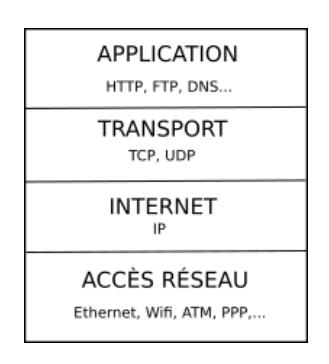 APPLICATION
HTTP, FTP, DNS...
TRANSPORT
TCP, UDP
INTERNET
IP
ACCÈS RÉSEAU
Ethernet, Wifi, ATM, PPP,...